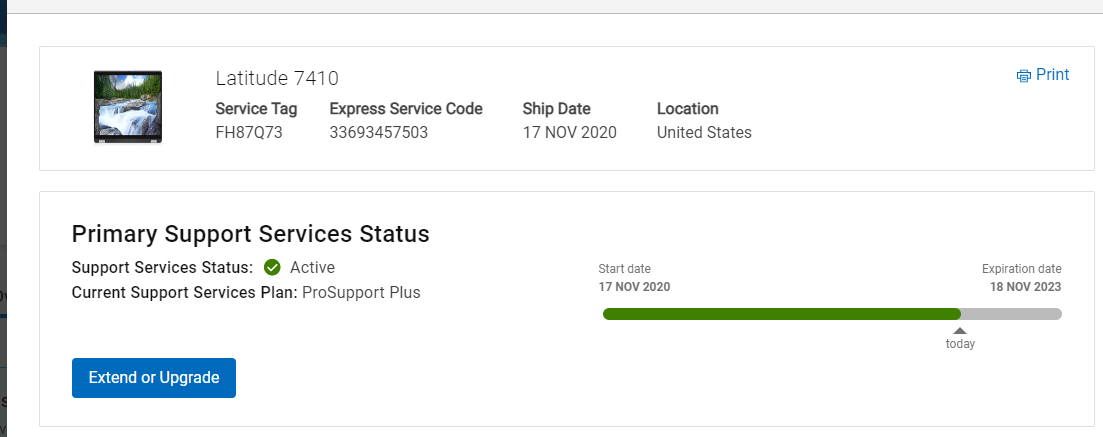 Latitude 7410
Print
Service Tag Express Service Code Ship Date Location
FH87Q73 33693457503 17 NOV 2020 United States
Primary Support Services Status
Support Services Status: Active
Current Support Services Plan: ProSupport Plus
Start date Expiration date
17 NOV 2020 18 NOV 2023
today
Extend or Upgrade